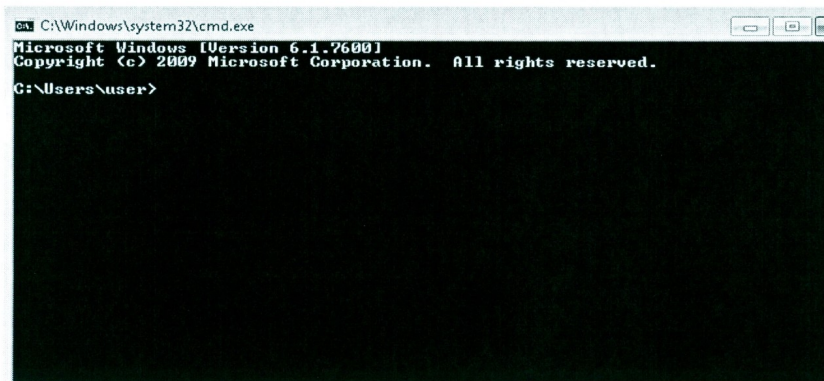 C:\Windows\system32\cmd.exe
Microsoft Windows [Version 6.1.7600]
Copyright (c) 2009 Microsoft Corporation.  All rights reserved.
C:\Users\user>